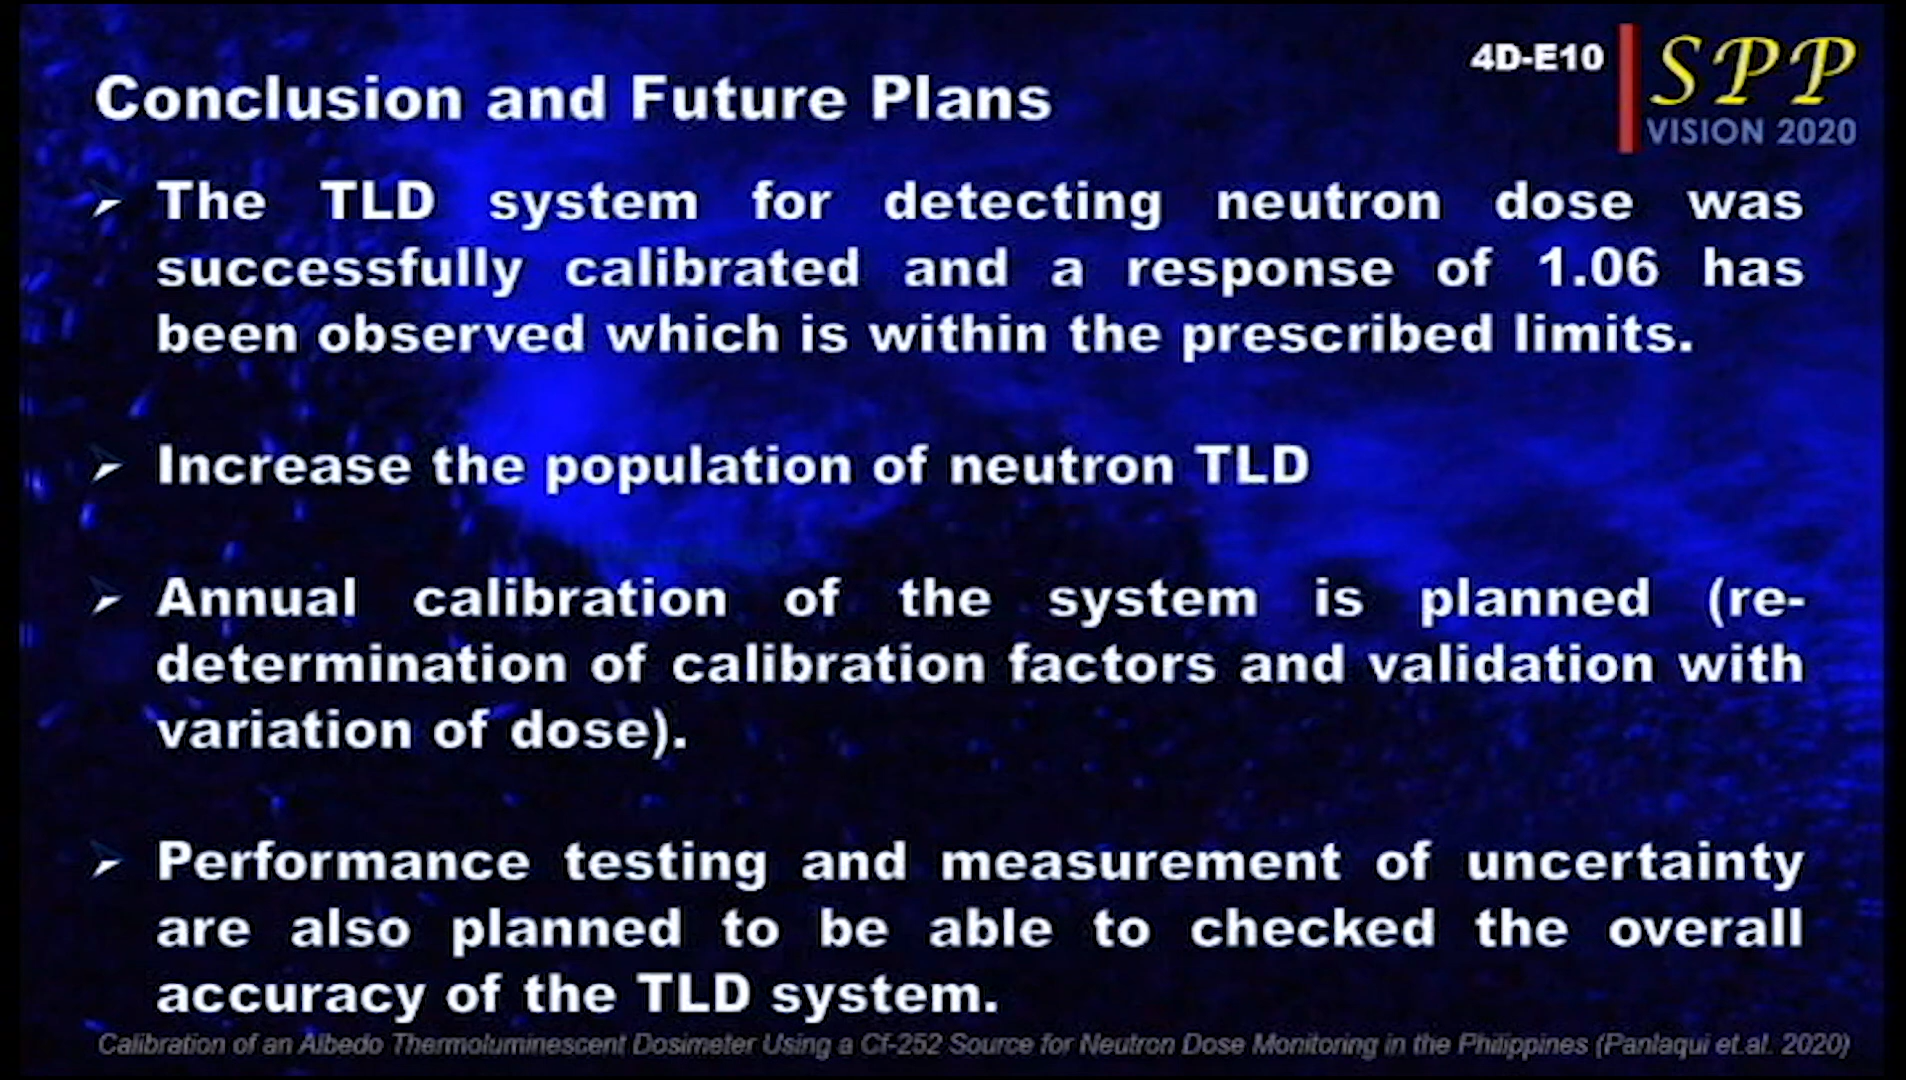 4D-E10
SPP
VISION 2020
Conclusion and Future Plans
The TLD system for detecting neutron dose was
successfully calibrated and a response of 1.06 has
been observed which is within the prescribed limits.
Increase the population of neutron TLD
Annual calibration of the system is planned (re-
determination of calibration factors and validation with
variation of dose).
Performance testing and measurement of uncertainty
are also planned to be able to checked the overall
accuracy of the TLD system.
Calibration of an Albedo Thermoluminescent Dosimeter Using a Cf-252 Source for Neutron Dose Monitoring in the Philippines (Panlaqui et.al. 2020)